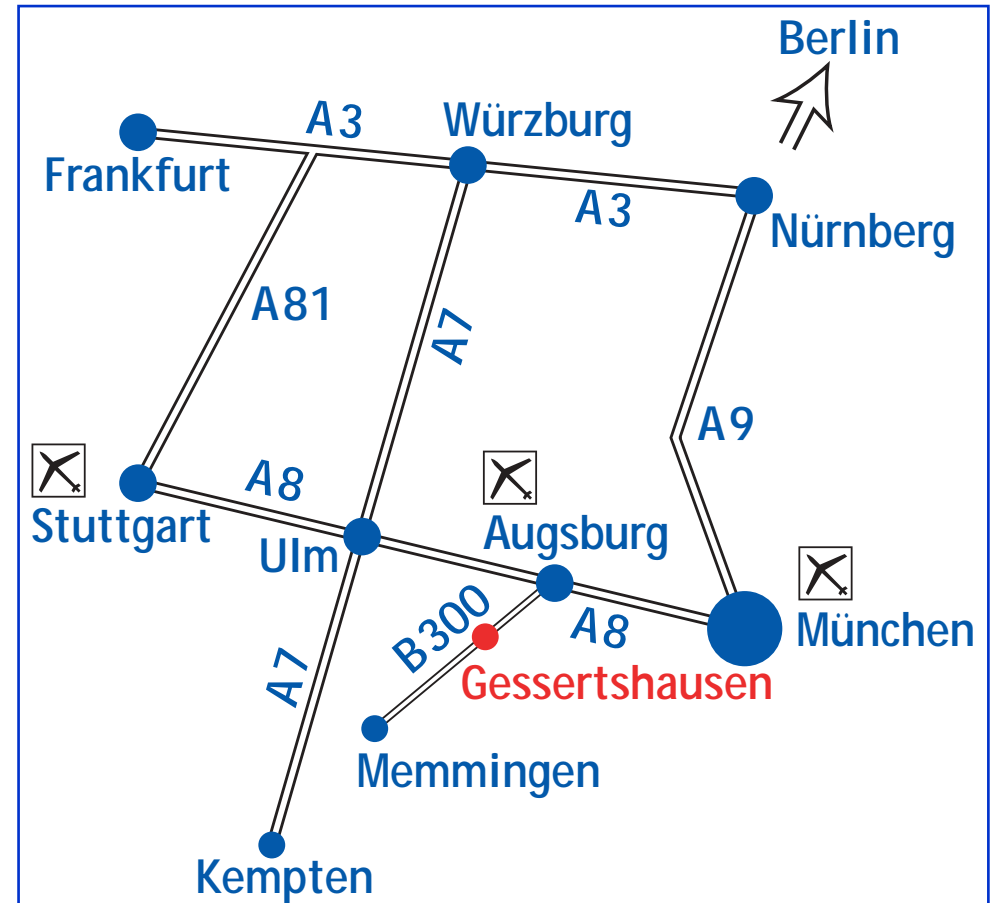 Berlin
A3
Würzburg
Frankfurt
A3
Nürnberg
A81
A7
A9
A8
Stuttgart
Augsburg
Ulm
B300
A8
München
A7
Gessertshausen
Memmingen
Kempten